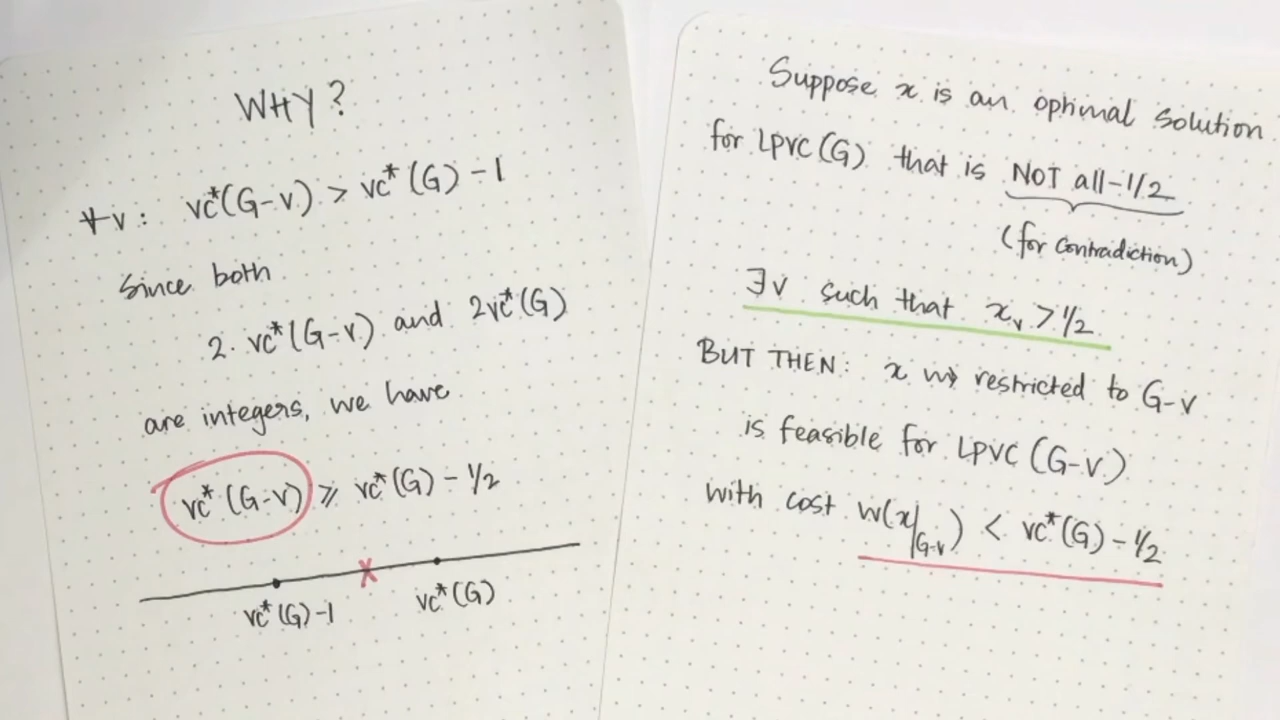 WHY?
∀v: vc*(G-v) > vc*(G) -1
Since both
2. vc*(G-v) and 2vc*(G)
are integers, we have
vc*(G-v) ⩾ vc*(G) - 1/2
vc*(G)-1
vc*(G)
Suppose x is an optimal solution
for LPVC(G) that is NOT all-1/2
(for contradiction)
∃v such that x_v > 1/2
BUT THEN: x restricted to G-v
is feasible for LPVC (G-v)
with cost w(x|_G-v) < vc*(G) - 1/2